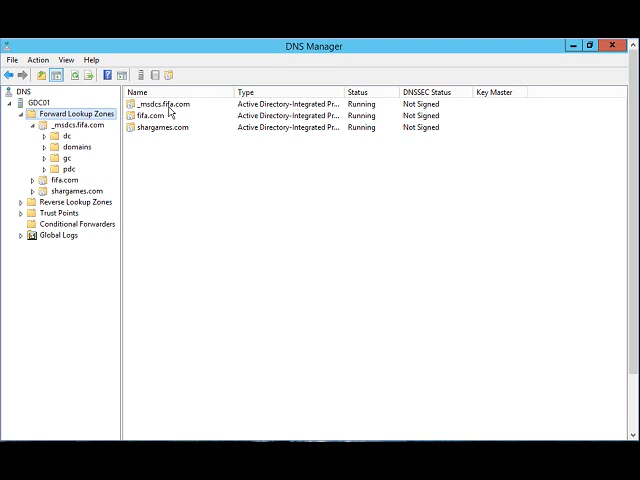 DNS Manager
File Action View Help
DNS
GDC01
Forward Lookup Zones
_msdcs.fifa.com
dc
domains
gc
pdc
fifa.com
shargames.com
Reverse Lookup Zones
Trust Points
Conditional Forwarders
Global Logs
Name Type Status DNSSEC Status Key Master
_msdcs.fifa.com Active Directory-Integrated Pr... Running Not Signed
fifa.com Active Directory-Integrated Pr... Running Not Signed
shargames.com Active Directory-Integrated Pr... Running Not Signed